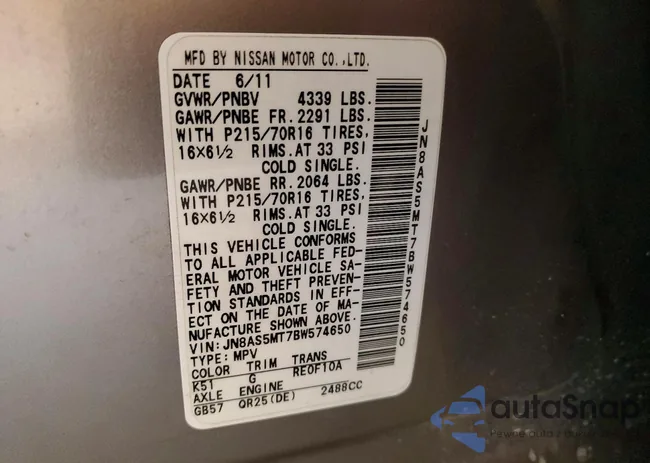 MFD BY NISSAN MOTOR CO.,LTD.
DATE 6/11
GVWR/PNBV 4339 LBS.
GAWR/PNBE FR. 2291 LBS.
WITH P215/70R16 TIRES,
16X6½ RIMS. AT 33 PSI
COLD SINGLE.
GAWR/PNBE RR. 2064 LBS.
WITH P215/70R16 TIRES,
16X6½ RIMS. AT 33 PSI
COLD SINGLE.
THIS VEHICLE CONFORMS
TO ALL APPLICABLE FED-
ERAL MOTOR VEHICLE SA-
FETY AND THEFT PREVEN-
TION STANDARDS IN EFF-
ECT ON THE DATE OF MA-
NUFACTURE SHOWN ABOVE.
VIN: JN8AS5MT7BW574650
TYPE: MPV
COLOR TRIM TRANS
K51 G RE0F10A
AXLE ENGINE
GB57 QR25(DE) 2488CC
JN8AS5MT7BW574650
autaSnap
Pewne auta z